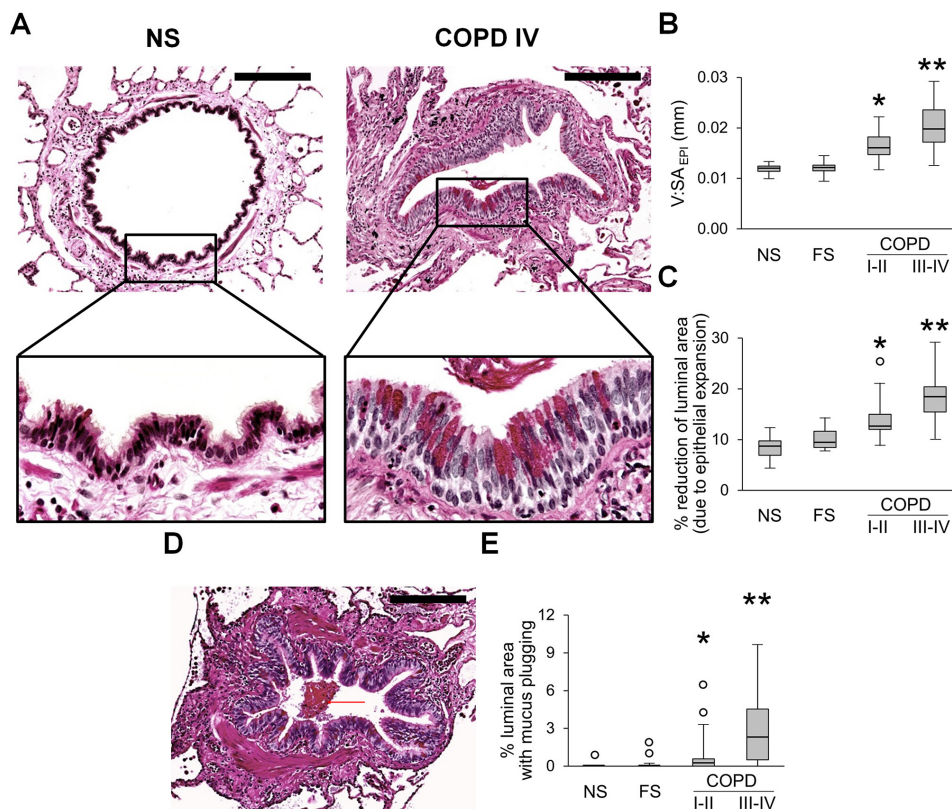 A
NS
COPD IV
B
V:SA EPI (mm)
0.03
0.02
0.01
0.00
*
**
NS
FS
COPD
I-II
III-IV
C
% reduction of luminal area
(due to epithelial expansion)
30
20
10
0
*
**
NS
FS
COPD
I-II
III-IV
D
E
% luminal area
with mucus plugging
12
9
6
3
0
*
**
NS
FS
COPD
I-II
III-IV